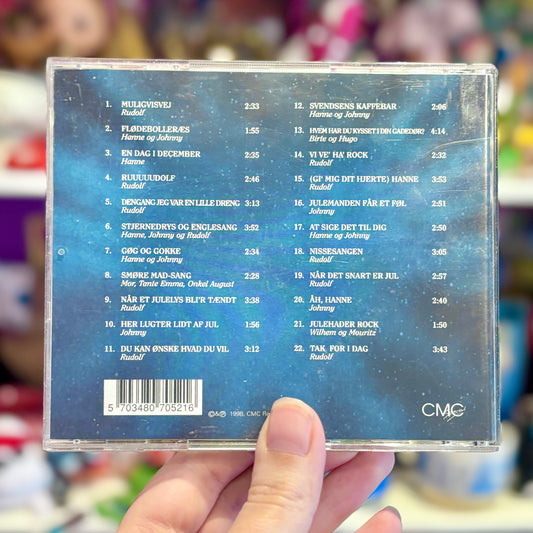 1. MULIGVISVEJ 2:33
Rudolf
2. FLØDEBOLLERÆS 1:55
Hanne og Johnny
3. EN DAG I DECEMBER 2:35
Hanne
4. RUUUUDOLF 2:46
Rudolf
5. DENGANG JEG VAR EN LILLE DRENG 3:13
Rudolf
6. STJERNEDRYS OG ENGLESANG 3:52
Hanne, Johnny og Rudolf
7. GØG OG GOKKE 2:34
Hanne og Johnny
8. SMØRE MAD-SANG 2:28
Mor, Tante Emma, Onkel August
9. NÅR ET JULELYS BLI'R TÆNDT 3:38
Rudolf
10. HER LUGTER LIDT AF JUL 1:56
Johnny
11. DU KAN ØNSKE HVAD DU VIL 3:12
Rudolf
12. SVENDSENS KAFFEBAR 2:06
Hanne og Johnny
13. HVEM HAR DU KYSSET I DIN GADEDØR? 4:14
Birte og Hugo
14. VI VE' HA' ROCK 2:32
Rudolf
15. (GI' MIG DIT HJERTE) HANNE 3:53
Rudolf
16. JULEMANDEN FÅR ET FØL 2:51
Johnny
17. AT SIGE DET TIL DIG 2:50
Hanne og Johnny
18. NISSESANGEN 3:05
Rudolf
19. NÅR DET SNART ER JUL 2:57
Rudolf
20. ÅH, HANNE 2:40
Johnny
21. JULEHADER ROCK 1:50
Wilhem og Mouritz
22. TAK FOR I DAG 3:43
Rudolf
5 703480 705216
©&℗ 1998, CMC Re
CMC